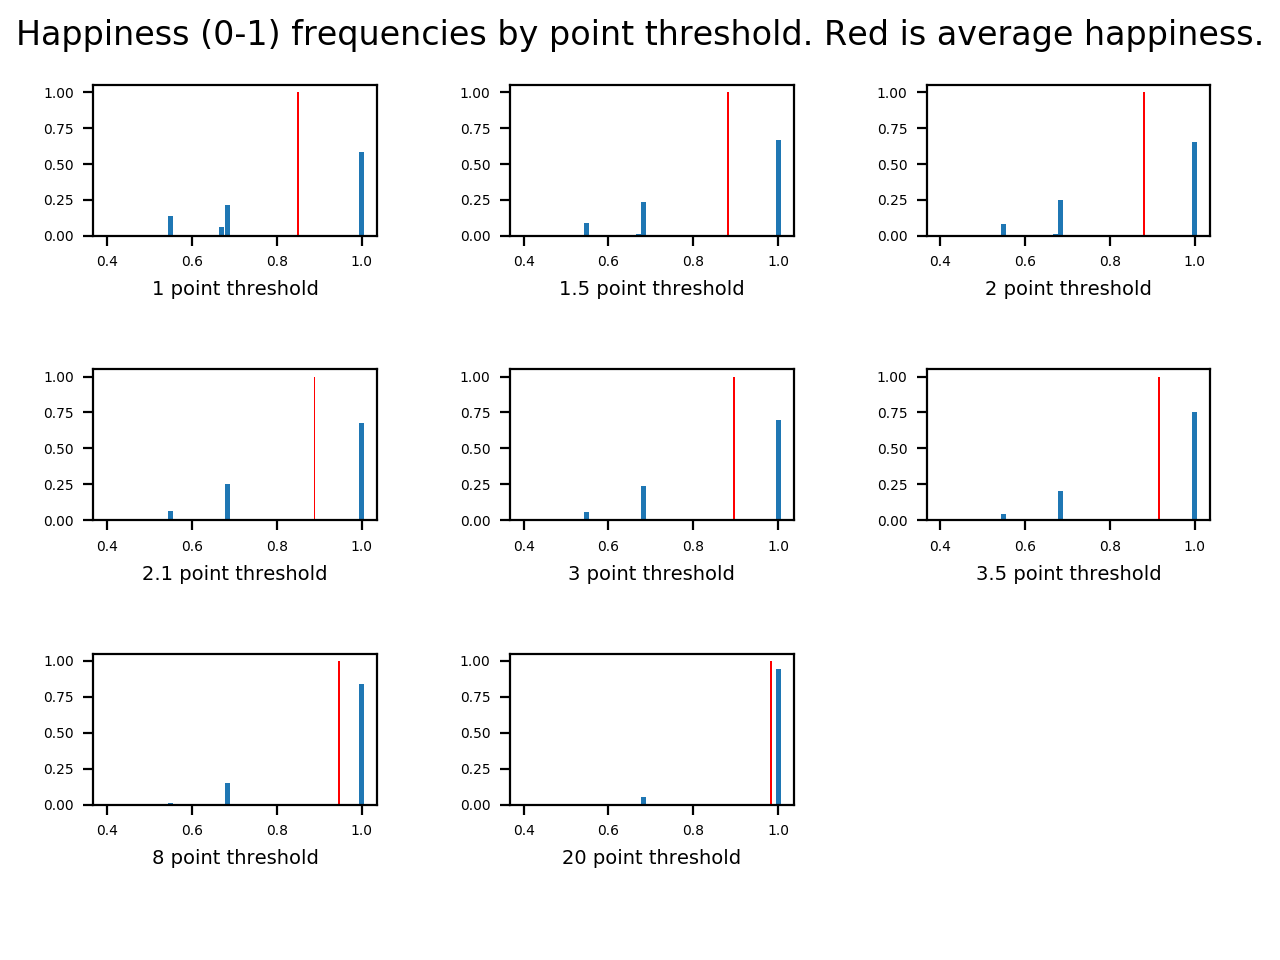 Happiness (0-1) frequencies by point threshold. Red is average happiness.
1.00 1.00 1.00
0.75 0.75 0.75
0.50 0.50 0.50
0.25 0.25 0.25
0.00 0.00 0.00
0.4 0.6 0.8 1.0 0.4 0.6 0.8 1.0 0.4 0.6 0.8 1.0
1 point threshold 1.5 point threshold 2 point threshold
1.00 1.00 1.00
0.75 0.75 0.75
0.50 0.50 0.50
0.25 0.25 0.25
0.00 0.00 0.00
0.4 0.6 0.8 1.0 0.4 0.6 0.8 1.0 0.4 0.6 0.8 1.0
2.1 point threshold 3 point threshold 3.5 point threshold
1.00 1.00
0.75 0.75
0.50 0.50
0.25 0.25
0.00 0.00
0.4 0.6 0.8 1.0 0.4 0.6 0.8 1.0
8 point threshold 20 point threshold